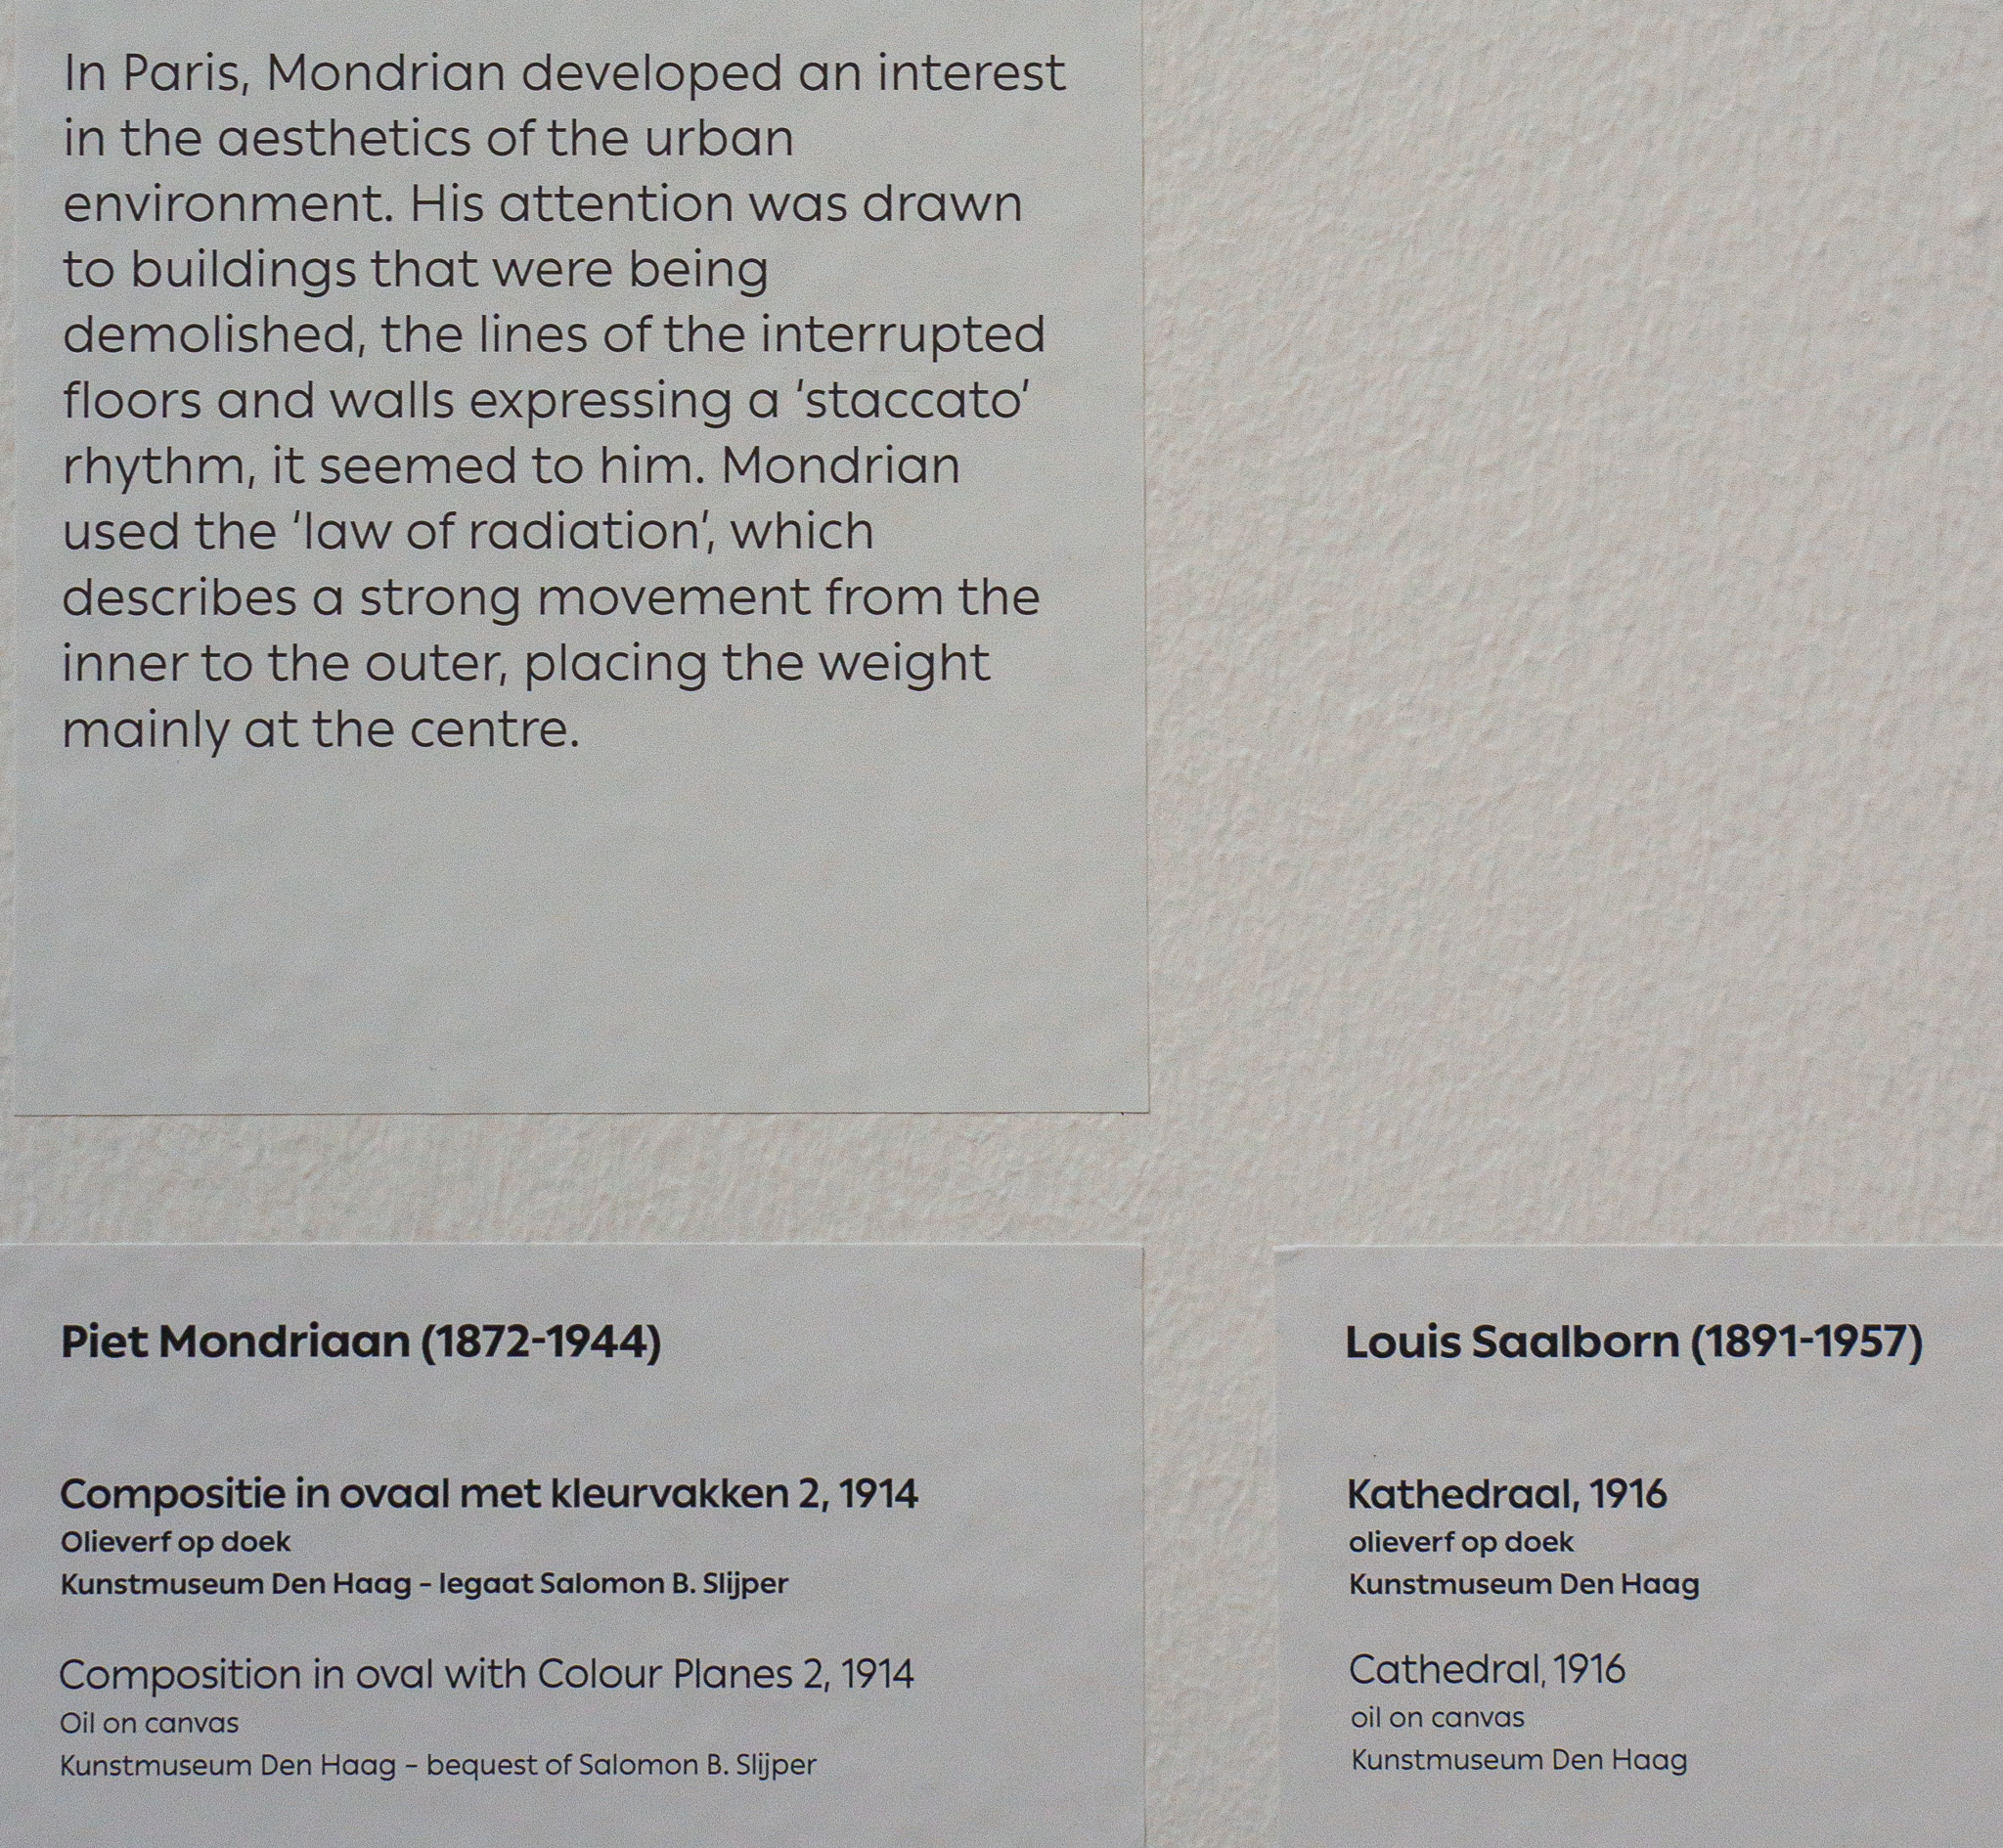 In Paris, Mondrian developed an interest
in the aesthetics of the urban
environment. His attention was drawn
to buildings that were being
demolished, the lines of the interrupted
floors and walls expressing a ‘staccato’
rhythm, it seemed to him. Mondrian
used the ‘law of radiation’, which
describes a strong movement from the
inner to the outer, placing the weight
mainly at the centre.
Piet Mondriaan (1872-1944)
Compositie in ovaal met kleurvakken 2, 1914
Olieverf op doek
Kunstmuseum Den Haag – legaat Salomon B. Slijper
Composition in oval with Colour Planes 2, 1914
Oil on canvas
Kunstmuseum Den Haag – bequest of Salomon B. Slijper
Louis Saalborn (1891-1957)
Kathedraal, 1916
olieverf op doek
Kunstmuseum Den Haag
Cathedral, 1916
oil on canvas
Kunstmuseum Den Haag